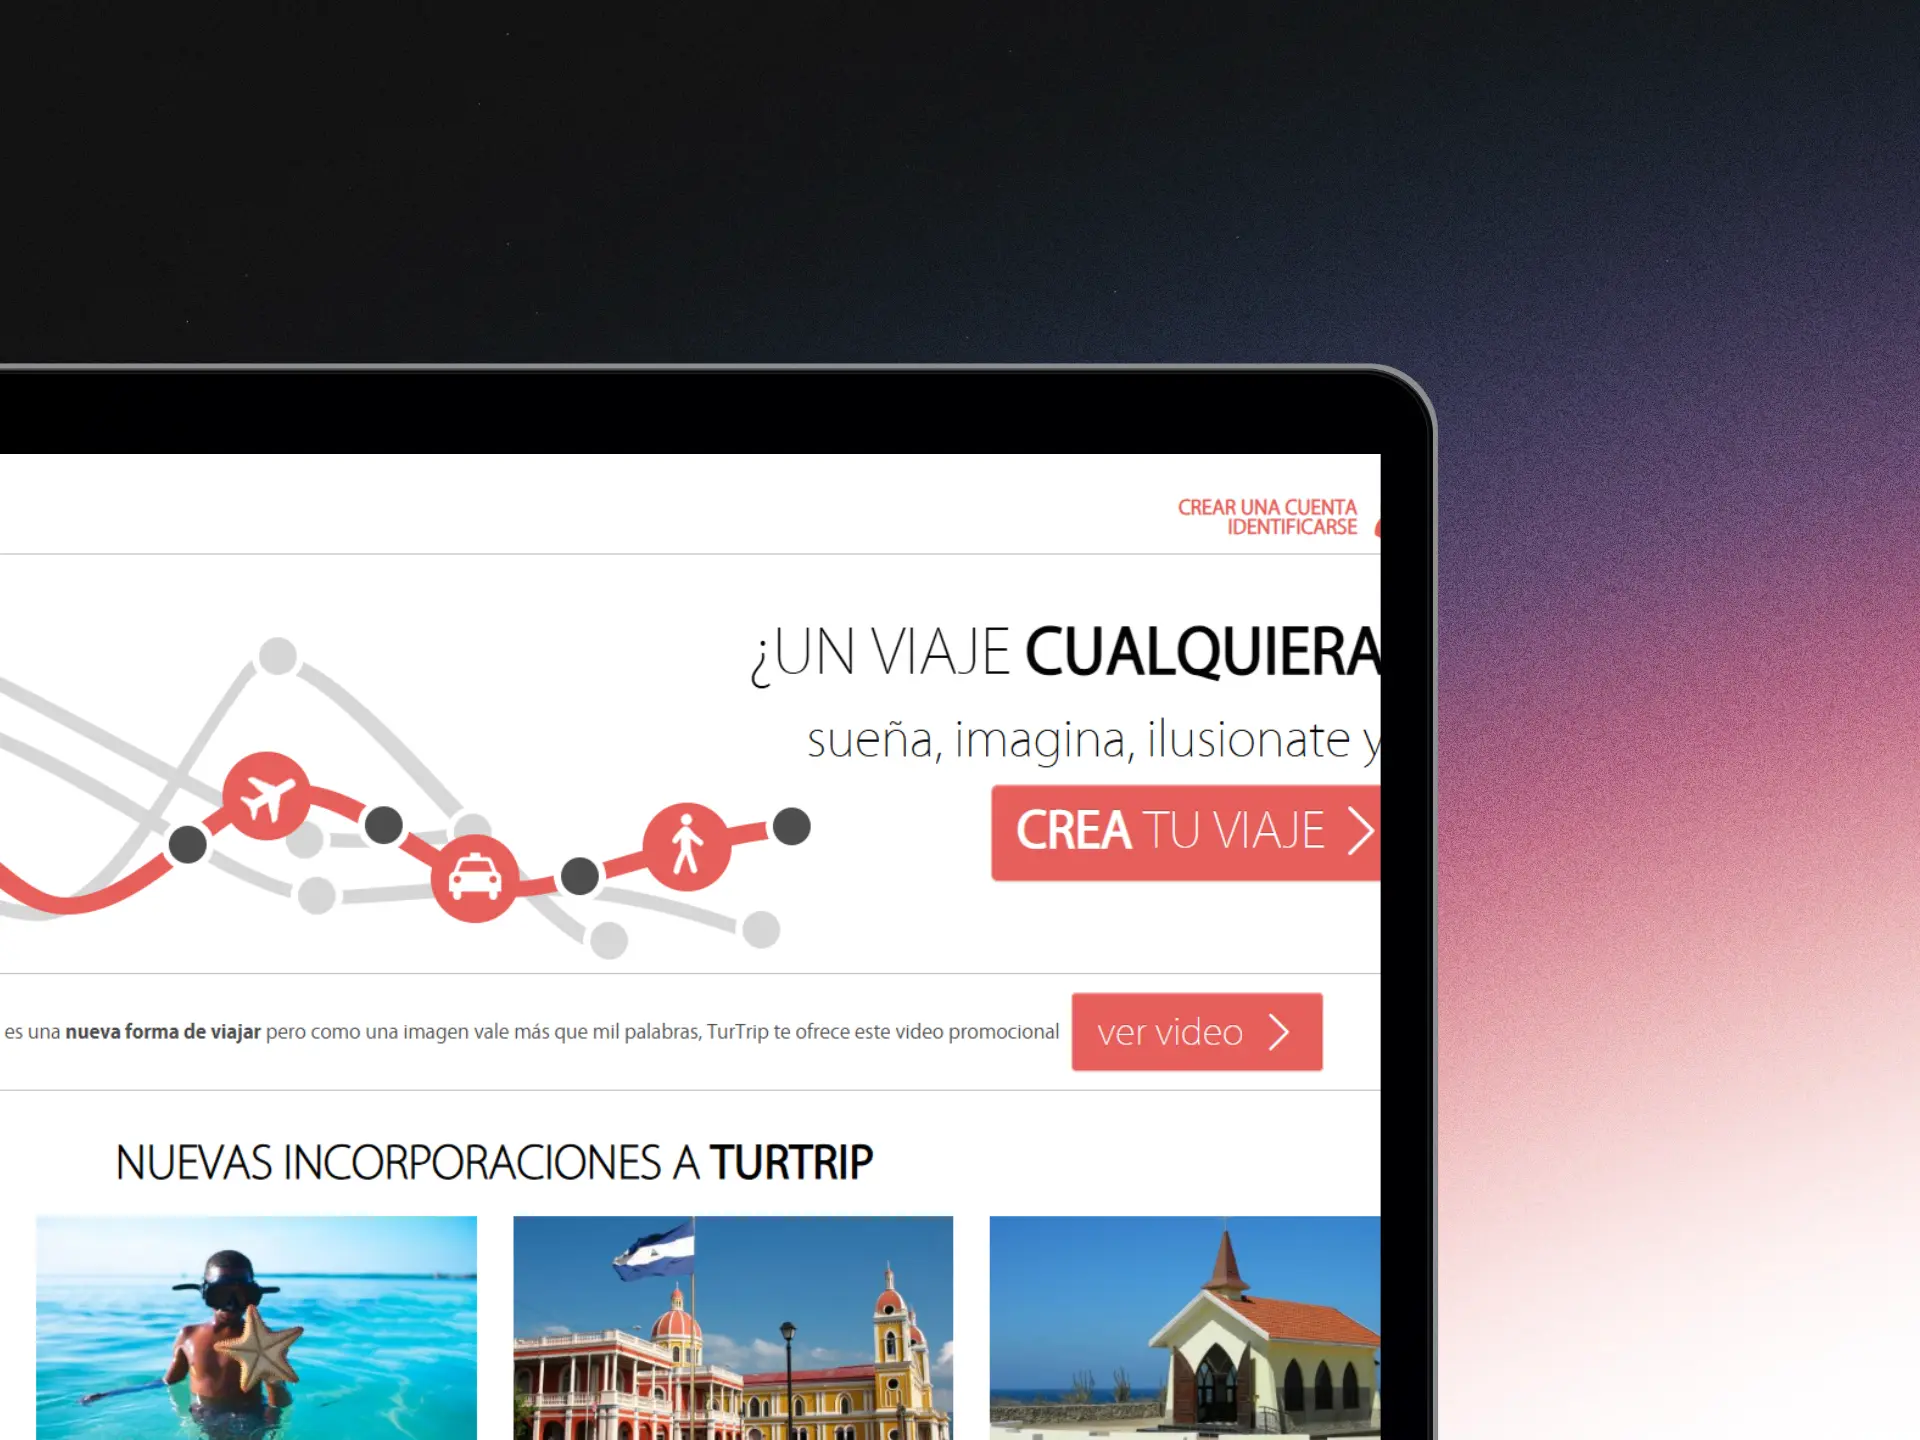 CREAR UNA CUENTA
IDENTIFICARSE
¿UN VIAJE CUALQUIERA
sueña, imagina, ilusionate y
CREA TU VIAJE
es una nueva forma de viajar pero como una imagen vale más que mil palabras, TurTrip te ofrece este video promocional
ver video
NUEVAS INCORPORACIONES A TURTRIP